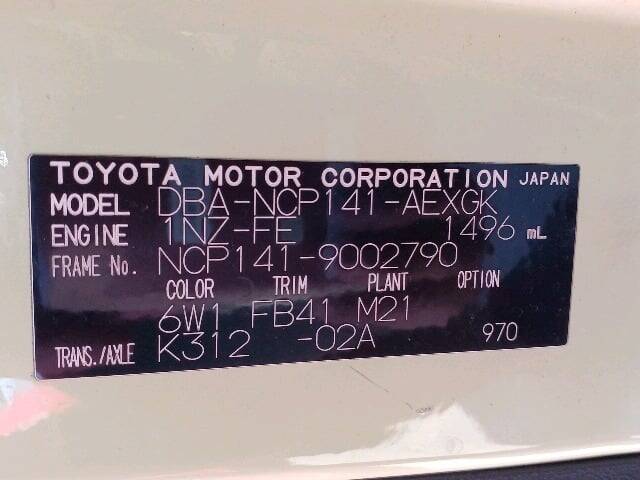 TOYOTA MOTOR CORPORATION JAPAN
MODEL DBA-NCP141-AEXGK
ENGINE 1NZ-FE 1496 mL
FRAME No. NCP141-9002790
COLOR TRIM PLANT OPTION
6W1 FB41 M21
TRANS./AXLE K312 -02A 970